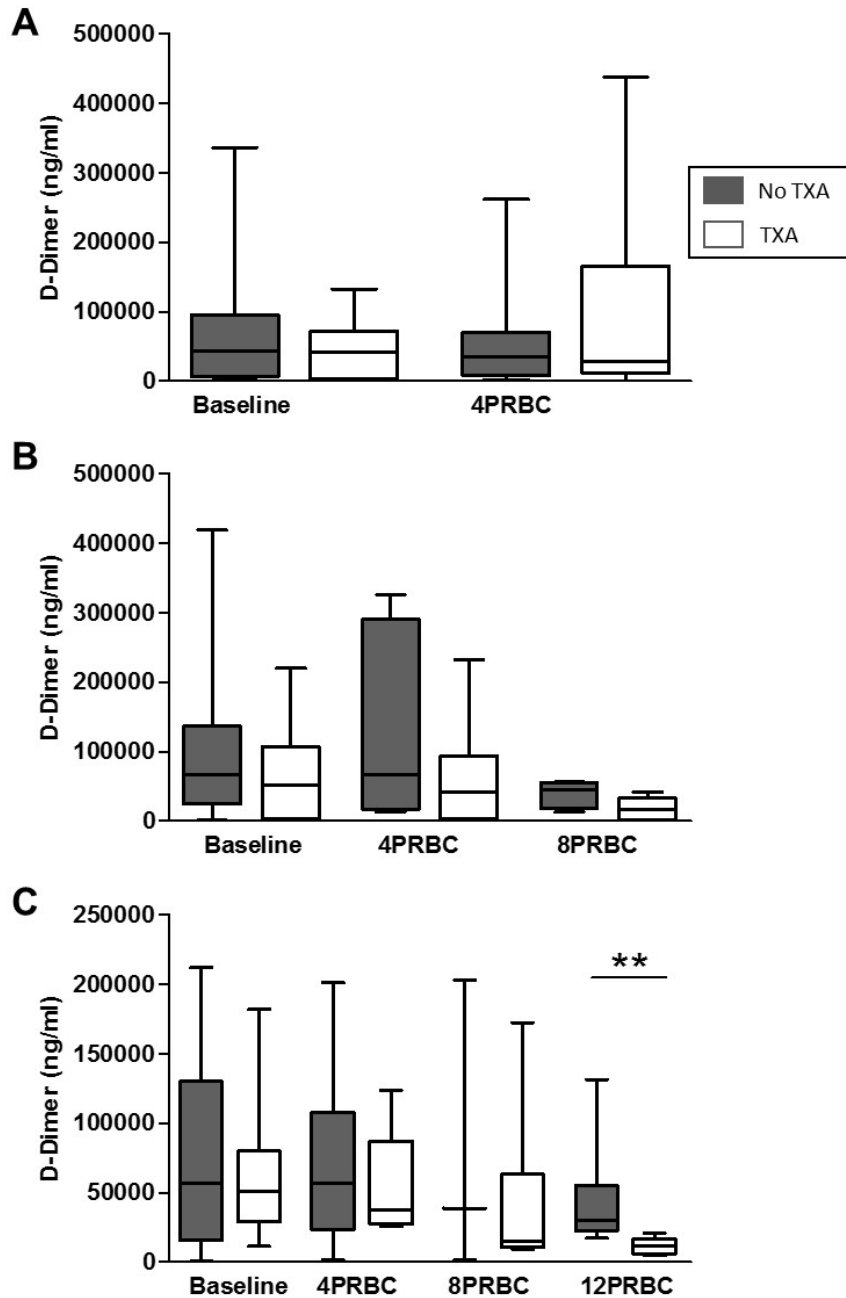 A
D-Dimer (ng/ml)
500000
400000
300000
200000
100000
0
Baseline
4PRBC
No TXA
TXA
B
D-Dimer (ng/ml)
500000
400000
300000
200000
100000
0
Baseline
4PRBC
8PRBC
C
D-Dimer (ng/ml)
250000
200000
150000
100000
50000
0
**
Baseline
4PRBC
8PRBC
12PRBC